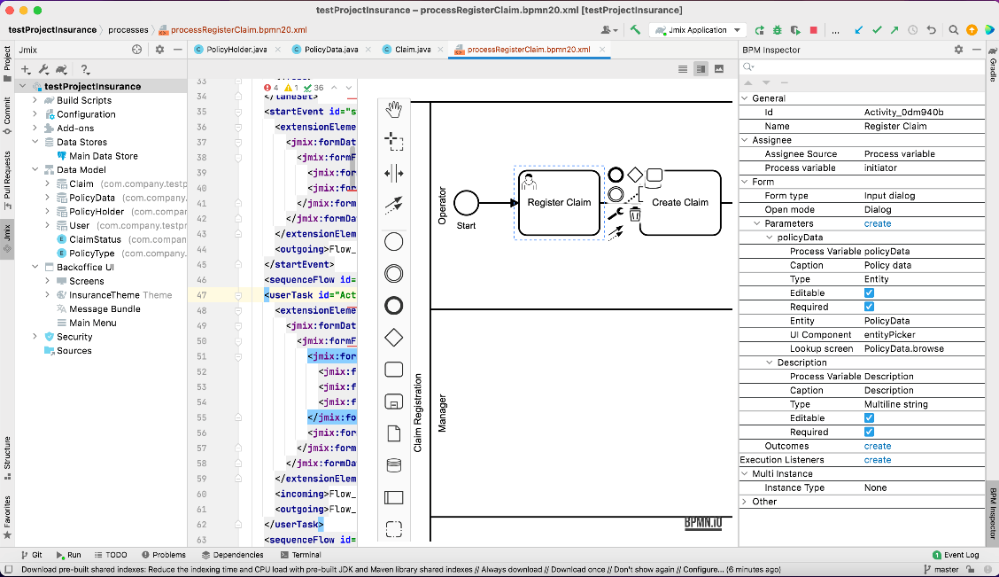 testProjectInsurance – processRegisterClaim.bpmn20.xml [testProjectInsurance]
testProjectInsurance › processes › processRegisterClaim.bpmn20.xml
Jmix Application
...
Project
Commit
Pull Requests
Jmix
Structure
Favorites
Jmix
testProjectInsurance
Build Scripts
Configuration
Add-ons
Data Stores
Main Data Store
Data Model
Claim (com.company.testp
PolicyData (com.company.
PolicyHolder (company.
User (com.company.testpr
ClaimStatus (com.company.
PolicyType (com.company.
Backoffice UI
Screens
InsuranceTheme Theme
Message Bundle
Main Menu
Security
Sources
PolicyHolder.java
PolicyData.java
Claim.java
processRegisterClaim.bpmn20.xml
4 1 36
33
34 </laneSet>
35 <startEvent id="s
36 <extensionEleme
37 <jmix:formDat
38 <jmix:formF
39 <jmix:for
40 <jmix:for
41 </jmix:form
42 </jmix:formDa
43 </extensionElem
44 <outgoing>Flow_
45 </startEvent>
46 <sequenceFlow id=
47 <userTask id="Act
48 <extensionEleme
49 <jmix:formDat
50 <jmix:formF
51 <jmix:for
52 <jmix:f
53 <jmix:f
54 <jmix:f
55 </jmix:fo
56 <jmix:for
57 </jmix:form
58 </jmix:formDa
59 </extensionElem
60 <incoming>Flow_
61 <outgoing>Flow_
62 </userTask>
63 <sequenceFlow id=
Claim Registration
Operator
Start
Register Claim
Create Claim
Manager
BPMN.iO
BPM Inspector
General
Id Activity_0dm940b
Name Register Claim
Assignee
Assignee Source Process variable
Process variable initiator
Form
Form type Input dialog
Open mode Dialog
Parameters create
policyData
Process Variable policyData
Caption Policy data
Type Entity
Editable
Required
Entity PolicyData
UI Component entityPicker
Lookup screen PolicyData.browse
Description
Process Variable Description
Caption Description
Type Multiline string
Editable
Required
Outcomes create
Execution Listeners create
Multi Instance
Instance Type None
Other
Gradle
BPM Inspector
Git Run TODO Problems Dependencies Terminal
1 Event Log
Download pre-built shared indexes: Reduce the indexing time and CPU load with pre-built JDK and Maven library shared indexes // Always download // Download once // Don't show again // Configure... (6 minutes ago)
master